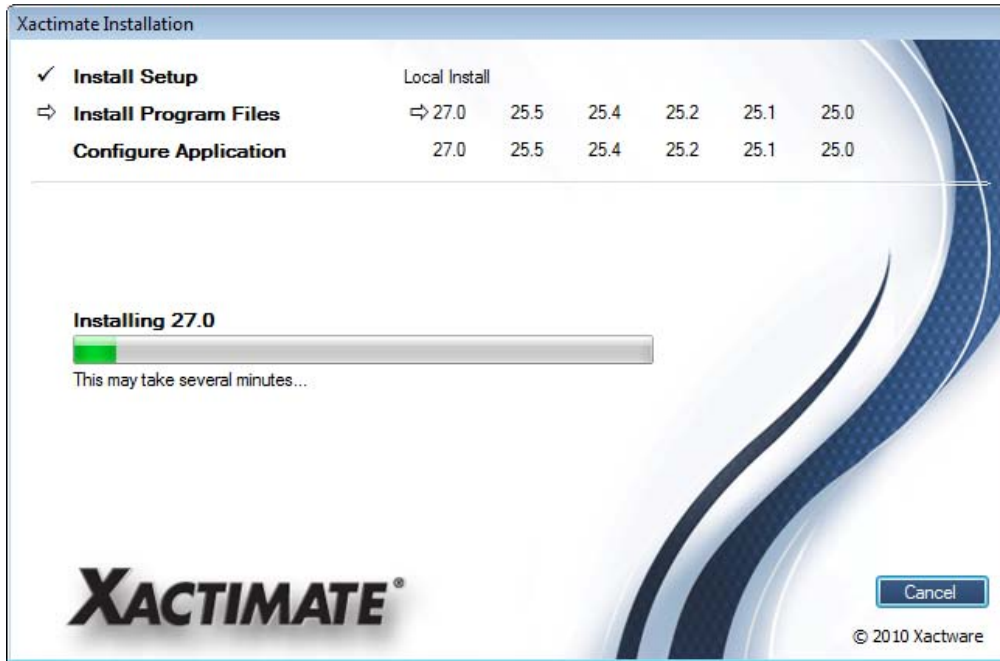 Xactimate Installation
✓ Install Setup Local Install
⇨ Install Program Files ⇨ 27.0 25.5 25.4 25.2 25.1 25.0
Configure Application 27.0 25.5 25.4 25.2 25.1 25.0
Installing 27.0
This may take several minutes...
XACTIMATE®
Cancel
© 2010 Xactware